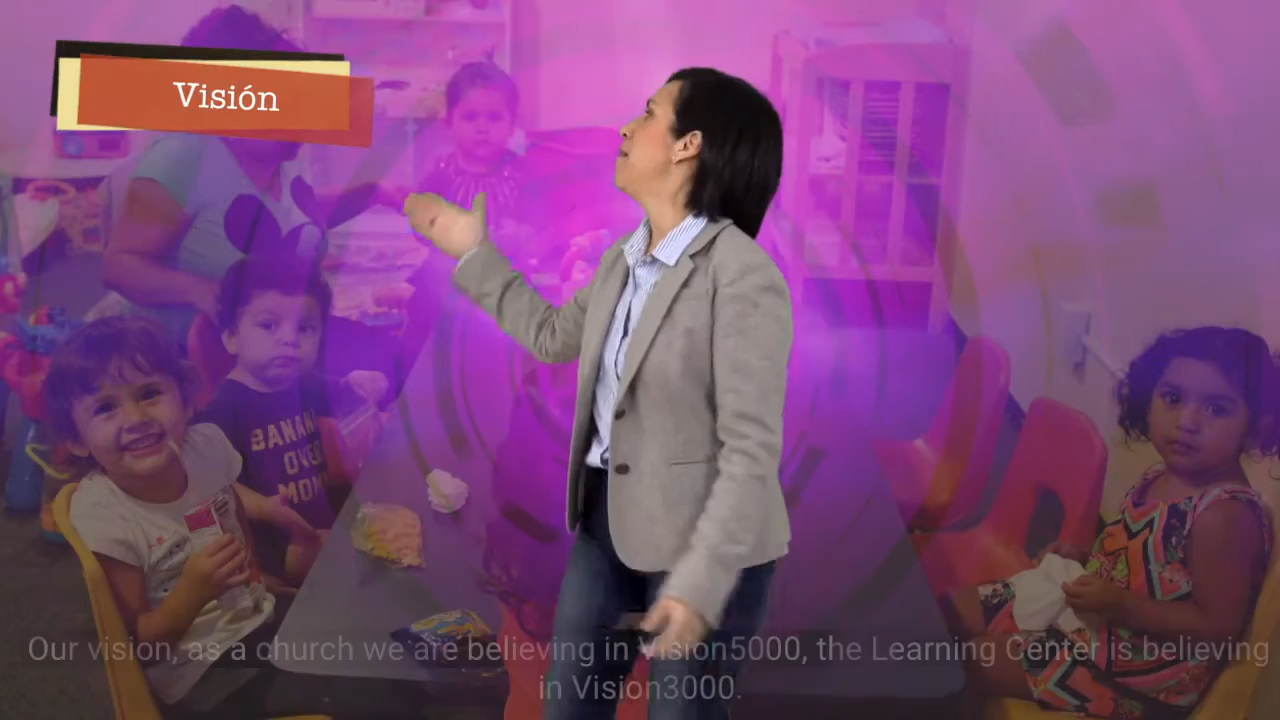 Visión
BANAN
OVER
MOM
Our vision, as a church we are believing in Vision5000, the Learning Center is believing
in Vision3000.